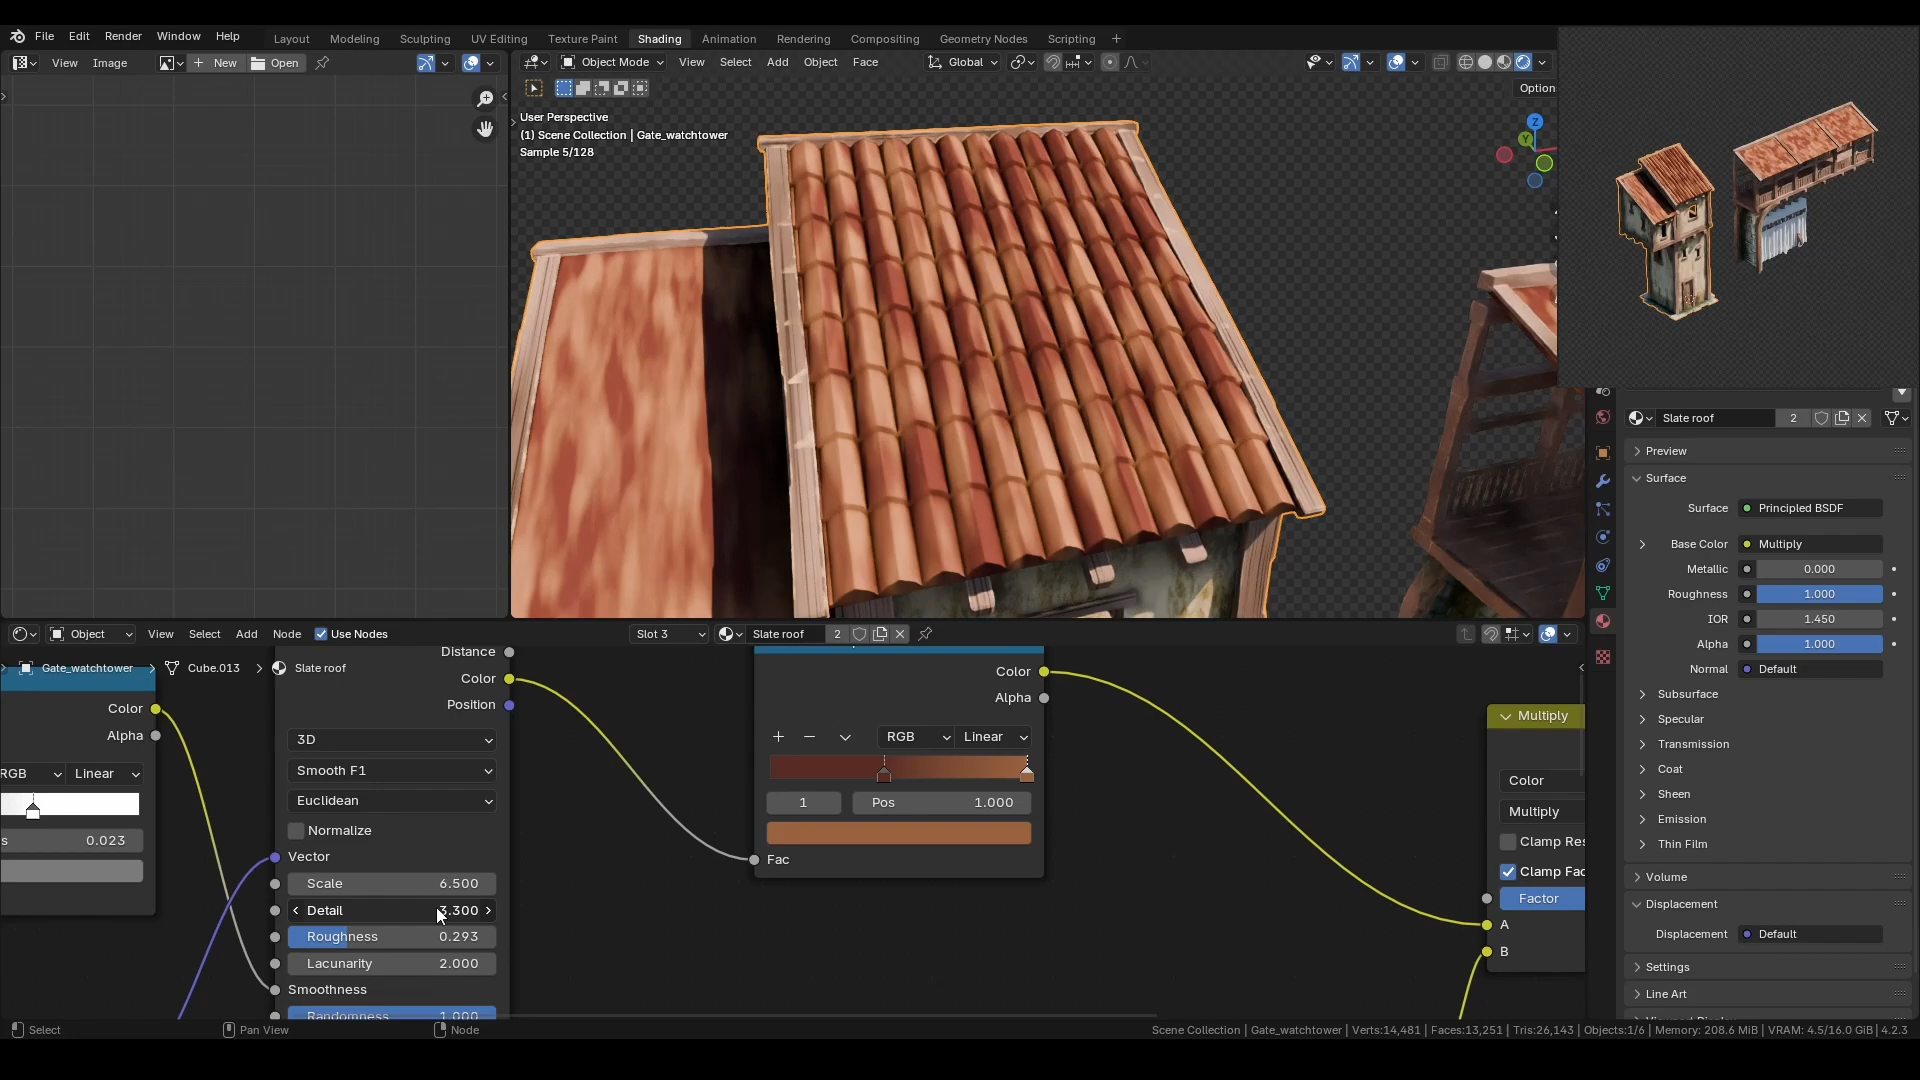 File Edit Render Window Help
Layout Modeling Sculpting UV Editing Texture Paint Shading Animation Rendering Compositing Geometry Nodes Scripting +
View Image New Open
Object Mode View Select Add Object Face Global
Option
User Perspective
(1) Scene Collection | Gate_watchtower
Sample 5/128
Z
Y
Slate roof 2
Preview
Surface
Surface Principled BSDF
Base Color Multiply
Metallic 0.000
Roughness 1.000
IOR 1.450
Alpha 1.000
Normal Default
Subsurface
Specular
Transmission
Coat
Sheen
Emission
Thin Film
Volume
Displacement
Displacement Default
Settings
Line Art
Object View Select Add Node Use Nodes Slot 3 Slate roof 2
Gate_watchtower > Cube.013 > Slate roof
Color
Alpha
RGB Linear
s 0.023
Distance
Color
Position
3D
Smooth F1
Euclidean
Normalize
Vector
Scale 6.500
Detail 3.300
Roughness 0.293
Lacunarity 2.000
Smoothness
Randomness 1.000
Color
Alpha
+ − RGB Linear
1 Pos 1.000
Fac
Multiply
Color
Multiply
Clamp Res
Clamp Fac
Factor
A
B
Select Pan View Node
Scene Collection | Gate_watchtower | Verts:14,481 | Faces:13,251 | Tris:26,143 | Objects:1/6 | Memory: 208.6 MiB | VRAM: 4.5/16.0 GiB | 4.2.3